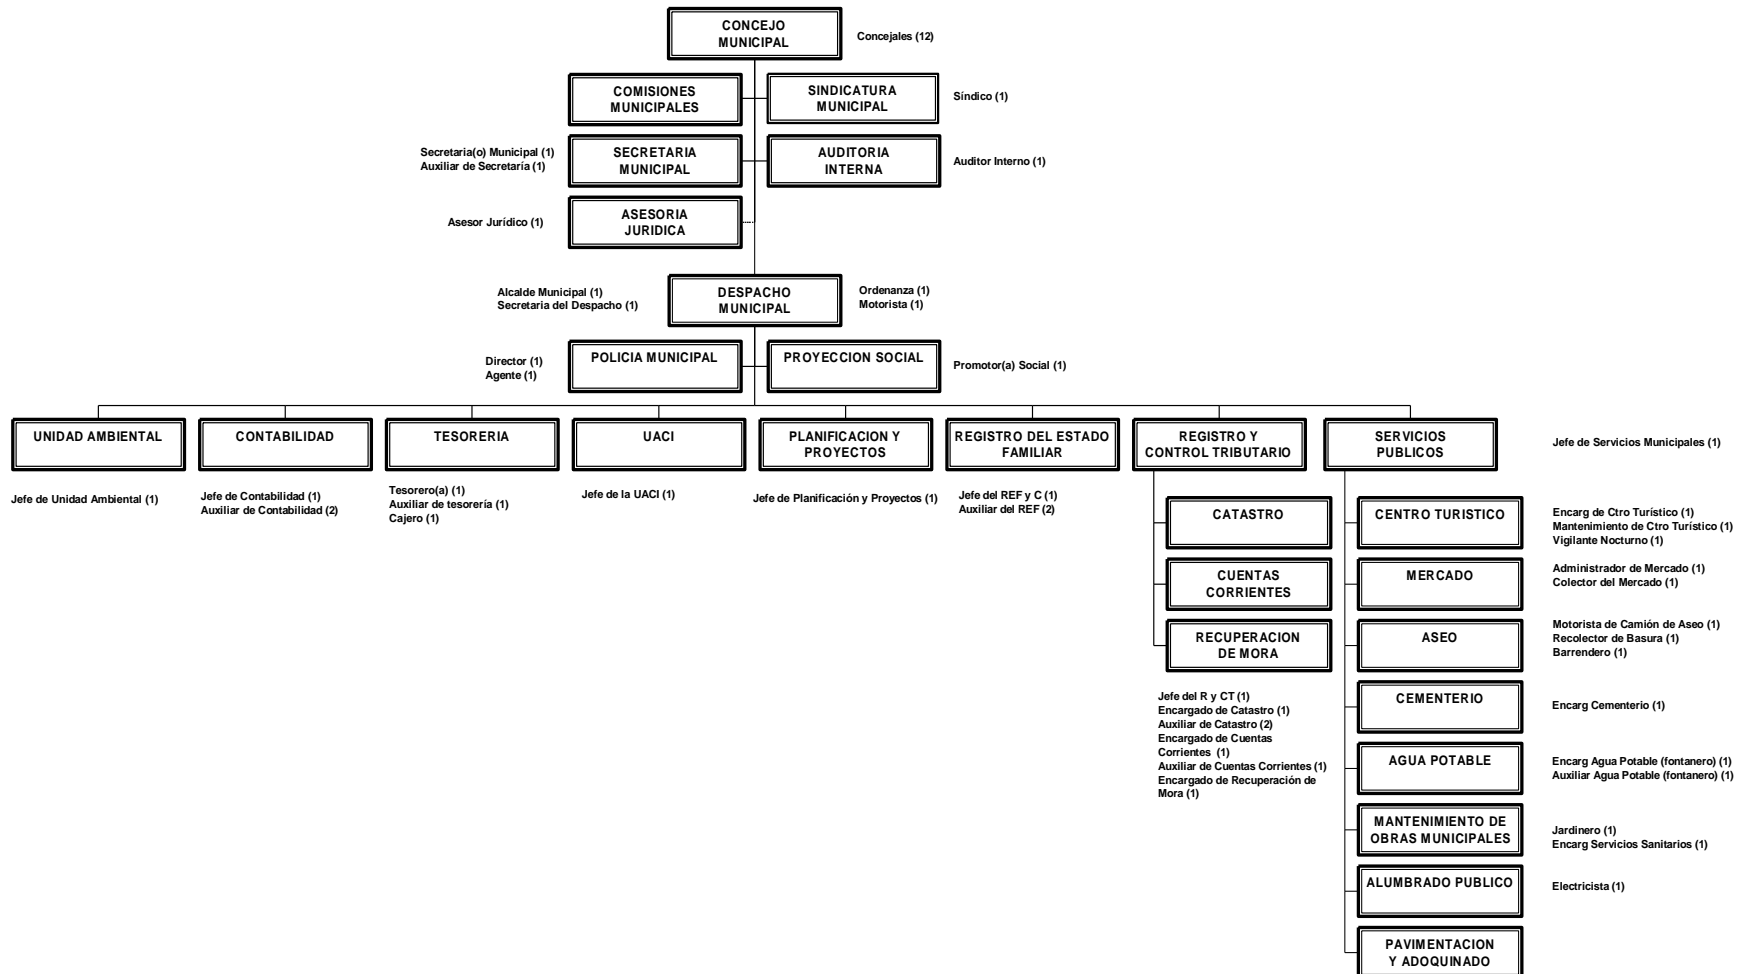 CONCEJO
MUNICIPAL
Concejales (12)
COMISIONES
MUNICIPALES
SINDICATURA
MUNICIPAL
Síndico (1)
Secretaria(o) Municipal (1)
Auxiliar de Secretaría (1)
SECRETARIA
MUNICIPAL
AUDITORIA
INTERNA
Auditor Interno (1)
Asesor Jurídico (1)
ASESORIA
JURIDICA
Alcalde Municipal (1)
Secretaria del Despacho (1)
DESPACHO
MUNICIPAL
Ordenanza (1)
Motorista (1)
Director (1)
Agente (1)
POLICIA MUNICIPAL
PROYECCION SOCIAL
Promotor(a) Social (1)
UNIDAD AMBIENTAL
CONTABILIDAD
TESORERIA
UACI
PLANIFICACION Y
PROYECTOS
REGISTRO DEL ESTADO
FAMILIAR
REGISTRO Y
CONTROL TRIBUTARIO
SERVICIOS
PUBLICOS
Jefe de Servicios Municipales (1)
Jefe de Unidad Ambiental (1)
Jefe de Contabilidad (1)
Auxiliar de Contabilidad (2)
Tesorero(a) (1)
Auxiliar de tesorería (1)
Cajero (1)
Jefe de la UACI (1)
Jefe de Planificación y Proyectos (1)
Jefe del REF y C (1)
Auxiliar del REF (2)
CATASTRO
CUENTAS
CORRIENTES
RECUPERACION
DE MORA
Jefe del R y CT (1)
Encargado de Catastro (1)
Auxiliar de Catastro (2)
Encargado de Cuentas
Corrientes (1)
Auxiliar de Cuentas Corrientes (1)
Encargado de Recuperación de
Mora (1)
CENTRO TURISTICO
Encarg de Ctro Turístico (1)
Mantenimiento de Ctro Turístico (1)
Vigilante Nocturno (1)
MERCADO
Administrador de Mercado (1)
Colector del Mercado (1)
ASEO
Motorista de Camión de Aseo (1)
Recolector de Basura (1)
Barrendero (1)
CEMENTERIO
Encarg Cementerio (1)
AGUA POTABLE
Encarg Agua Potable (fontanero) (1)
Auxiliar Agua Potable (fontanero) (1)
MANTENIMIENTO DE
OBRAS MUNICIPALES
Jardinero (1)
Encarg Servicios Sanitarios (1)
ALUMBRADO PUBLICO
Electricista (1)
PAVIMENTACION
Y ADOQUINADO